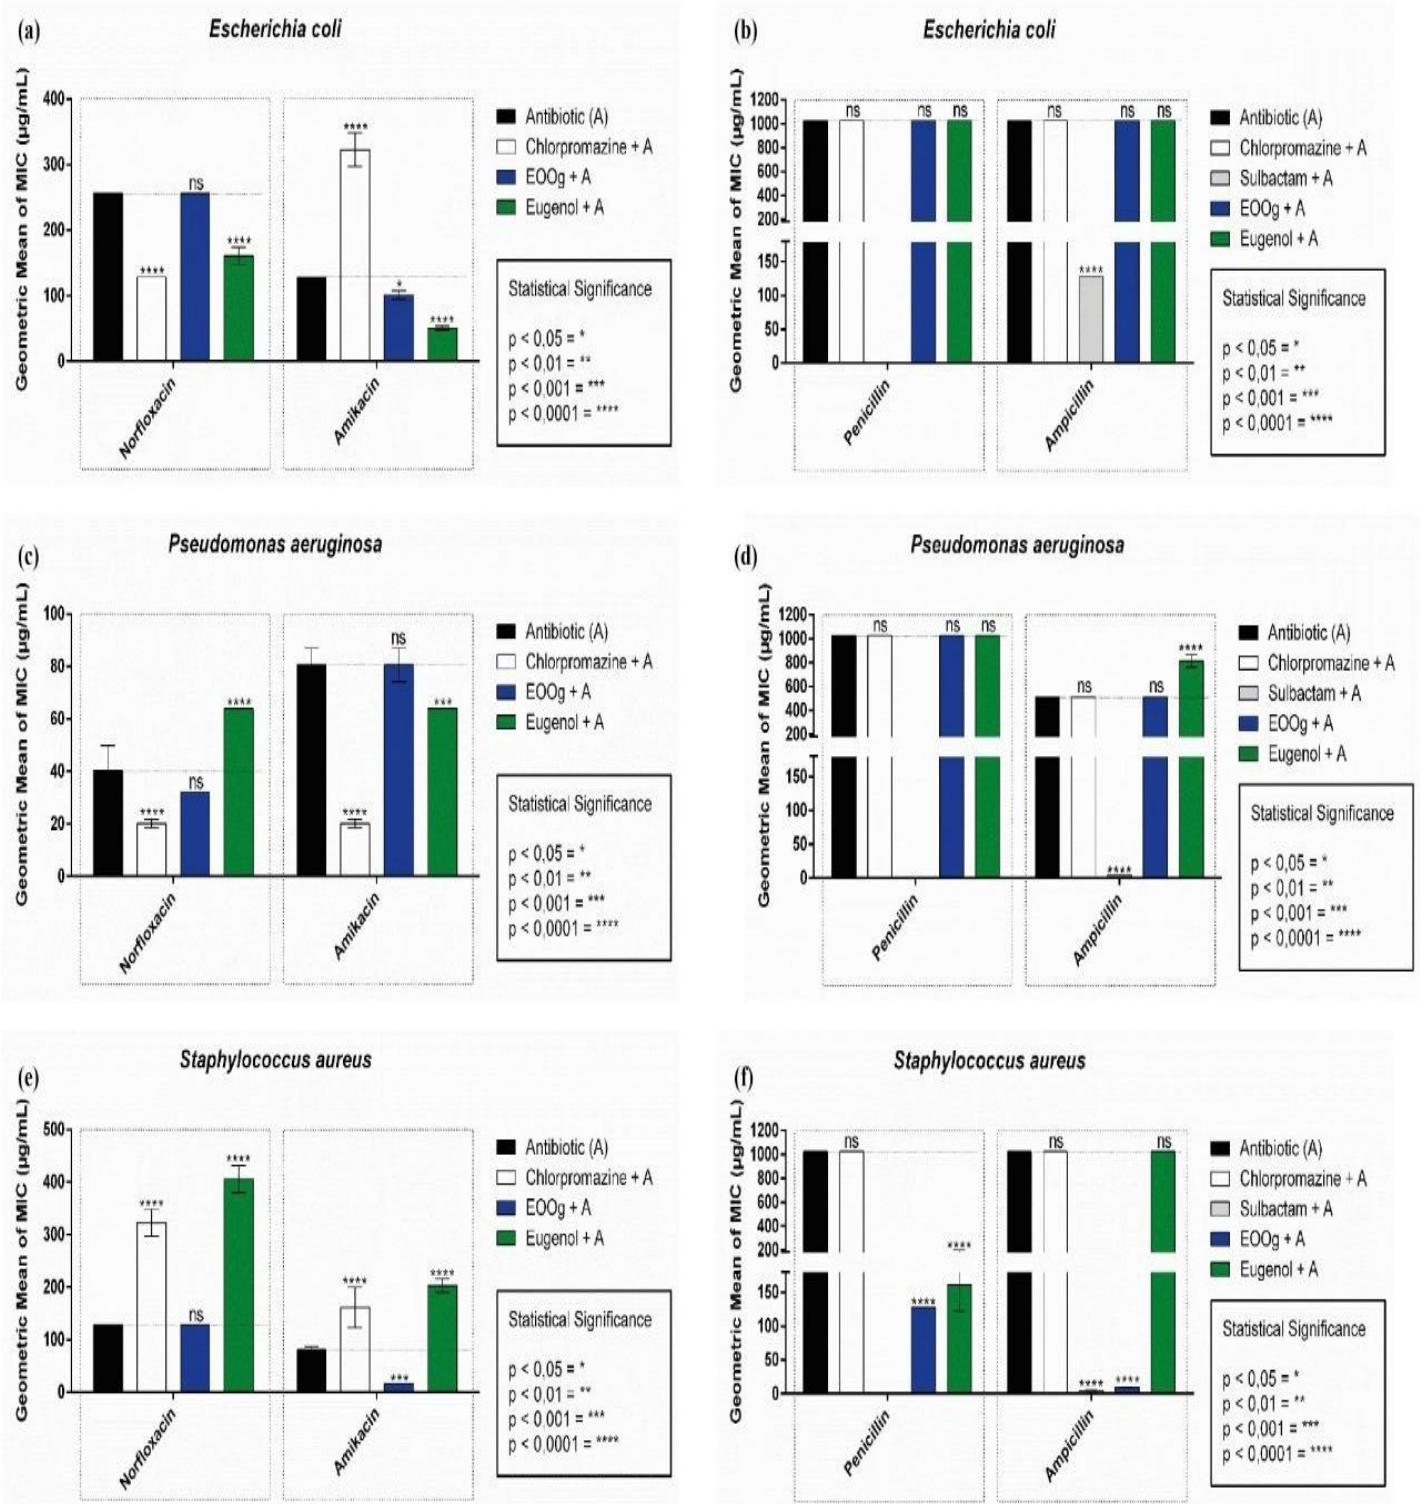 (a)
Escherichia coli
Geometric Mean of MIC (µg/mL)
400
300
200
100
0
****
ns
****
****
*
****
Norfloxacin
Amikacin
Antibiotic (A)
Chlorpromazine + A
EOOg + A
Eugenol + A
Statistical Significance
p < 0,05 = *
p < 0,01 = **
p < 0,001 = ***
p < 0,0001 = ****
(b)
Escherichia coli
Geometric Mean of MIC (µg/mL)
1200
1000
800
600
400
200
150
100
50
0
ns
ns
ns
ns
****
ns
ns
Penicillin
Ampicillin
Antibiotic (A)
Chlorpromazine + A
Sulbactam + A
EOOg + A
Eugenol + A
Statistical Significance
p < 0,05 = *
p < 0,01 = **
p < 0,001 = ***
p < 0,0001 = ****
(c)
Pseudomonas aeruginosa
Geometric Mean of MIC (µg/mL)
100
80
60
40
20
0
****
ns
****
****
ns
***
Norfloxacin
Amikacin
Antibiotic (A)
Chlorpromazine + A
EOOg + A
Eugenol + A
Statistical Significance
p < 0,05 = *
p < 0,01 = **
p < 0,001 = ***
p < 0,0001 = ****
(d)
Pseudomonas aeruginosa
Geometric Mean of MIC (µg/mL)
1200
1000
800
600
400
200
150
100
50
0
ns
ns
ns
ns
****
ns
****
Penicillin
Ampicillin
Antibiotic (A)
Chlorpromazine + A
Sulbactam + A
EOOg + A
Eugenol + A
Statistical Significance
p < 0,05 = *
p < 0,01 = **
p < 0,001 = ***
p < 0,0001 = ****
(e)
Staphylococcus aureus
Geometric Mean of MIC (µg/mL)
500
400
300
200
100
0
****
ns
****
****
***
****
Norfloxacin
Amikacin
Antibiotic (A)
Chlorpromazine + A
EOOg + A
Eugenol + A
Statistical Significance
p < 0,05 = *
p < 0,01 = **
p < 0,001 = ***
p < 0,0001 = ****
(f)
Staphylococcus aureus
Geometric Mean of MIC (µg/mL)
1200
1000
800
600
400
200
150
100
50
0
ns
****
****
ns
****
****
ns
Penicillin
Ampicillin
Antibiotic (A)
Chlorpromazine + A
Sulbactam + A
EOOg + A
Eugenol + A
Statistical Significance
p < 0,05 = *
p < 0,01 = **
p < 0,001 = ***
p < 0,0001 = ****